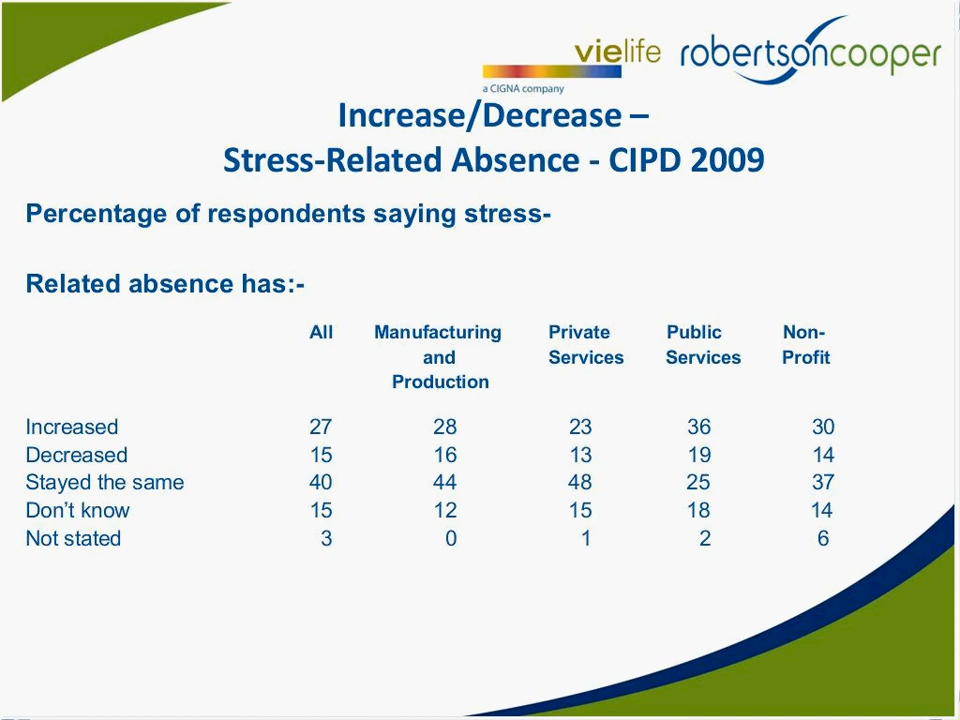 vielife
robertsoncooper
a CIGNA company
Increase/Decrease –
Stress-Related Absence - CIPD 2009
Percentage of respondents saying stress-
Related absence has:-
All Manufacturing Private Public Non-
and Services Services Profit
Production
Increased 27 28 23 36 30
Decreased 15 16 13 19 14
Stayed the same 40 44 48 25 37
Don’t know 15 12 15 18 14
Not stated 3 0 1 2 6